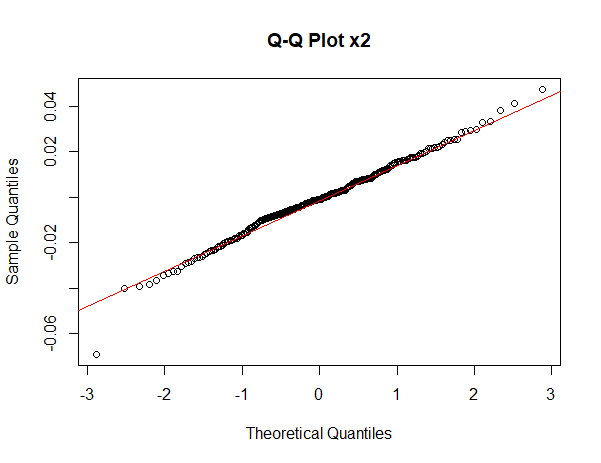 Q-Q Plot x2
Sample Quantiles
0.04
0.02
-0.02
-0.06
-3 -2 -1 0 1 2 3
Theoretical Quantiles